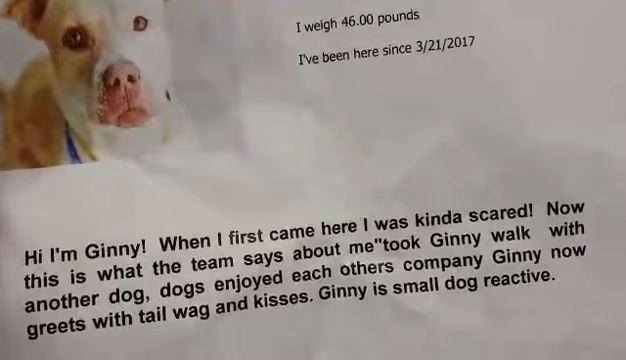 I weigh 46.00 pounds
I've been here since 3/21/2017
Hi I'm Ginny! When I first came here I was kinda scared! Now
this is what the team says about me"took Ginny walk with
another dog, dogs enjoyed each others company Ginny now
greets with tail wag and kisses. Ginny is small dog reactive.